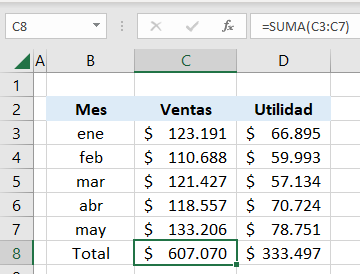 C8 fx =SUMA(C3:C7)
A B C D
1
2 Mes Ventas Utilidad
3 ene $ 123.191 $ 66.895
4 feb $ 110.688 $ 59.993
5 mar $ 121.427 $ 57.134
6 abr $ 118.557 $ 70.724
7 may $ 133.206 $ 78.751
8 Total $ 607.070 $ 333.497